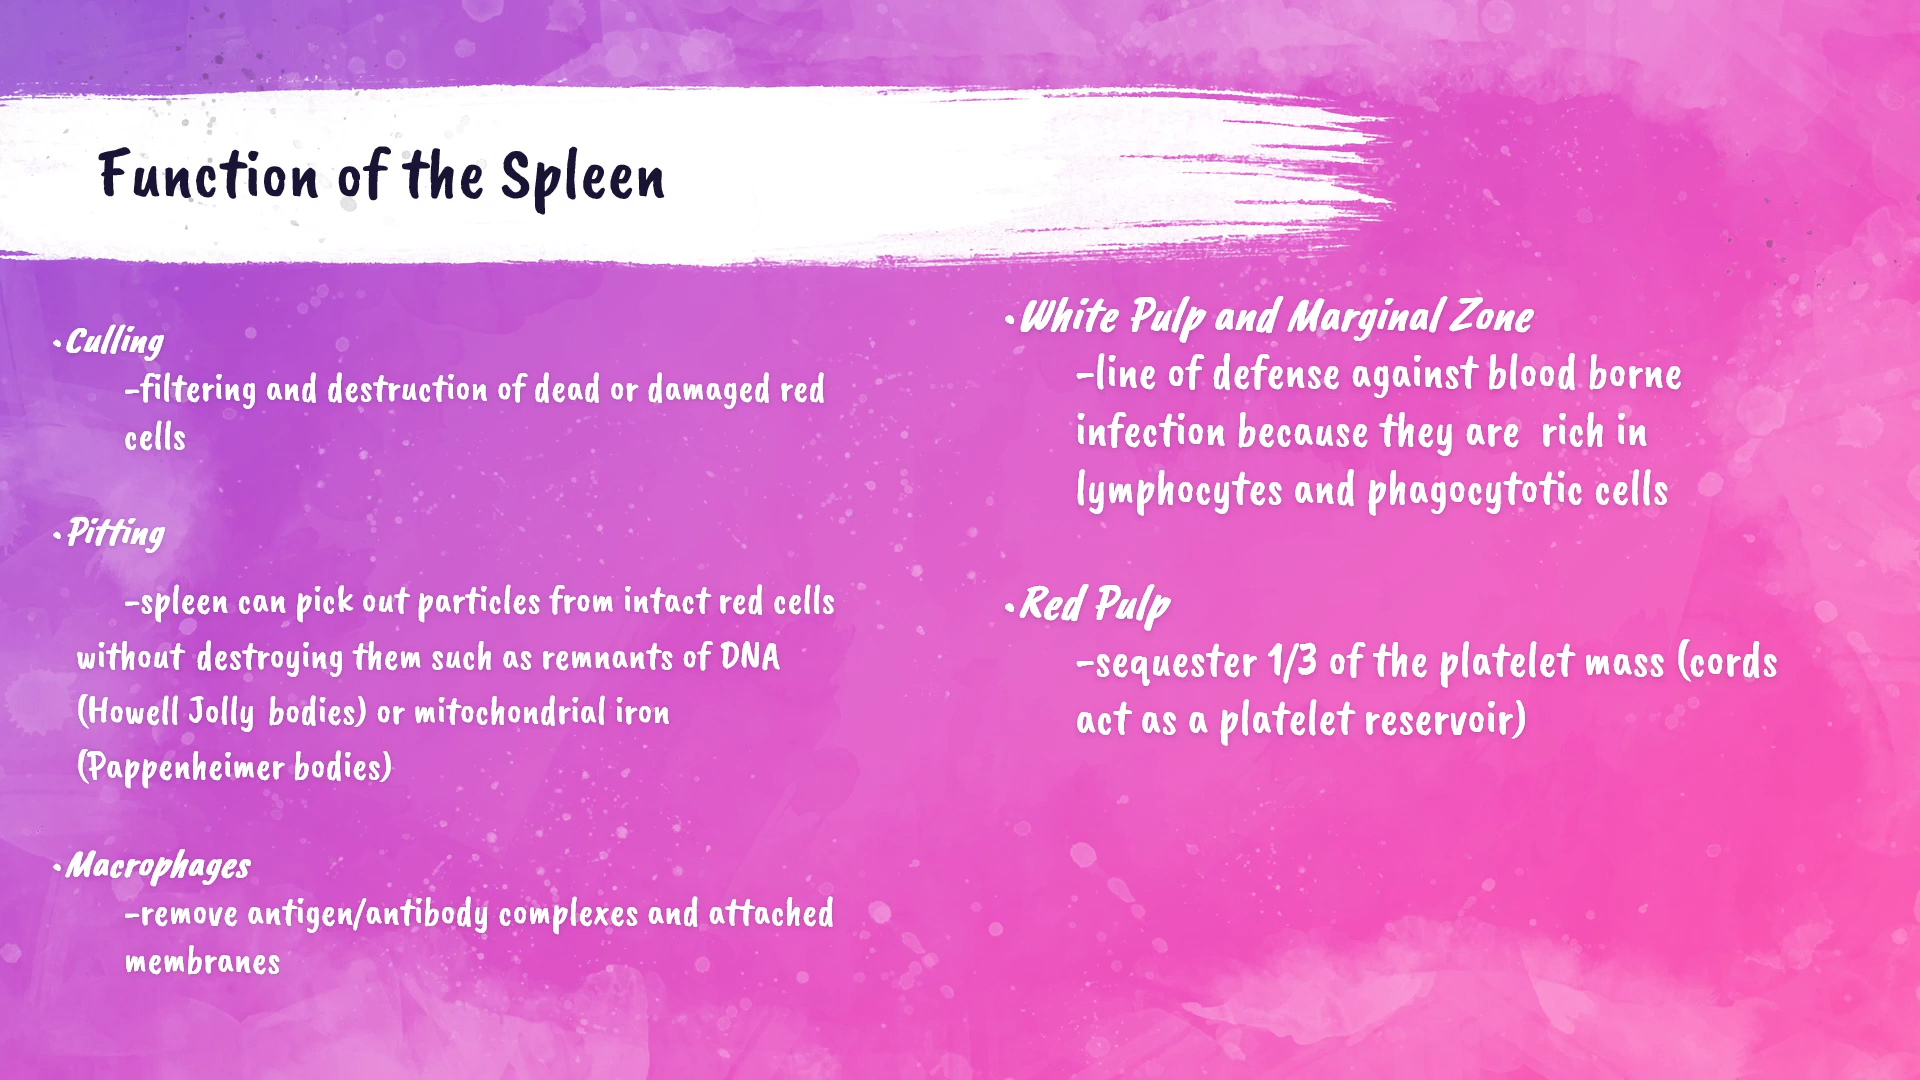 Function of the Spleen
•Culling
-filtering and destruction of dead or damaged red
cells
•Pitting
-spleen can pick out particles from intact red cells
without destroying them such as remnants of DNA
(Howell Jolly bodies) or mitochondrial iron
(Pappenheimer bodies)
•Macrophages
-remove antigen/antibody complexes and attached
membranes
•White Pulp and Marginal Zone
-line of defense against blood borne
infection because they are  rich in
lymphocytes and phagocytotic cells
•Red Pulp
-sequester 1/3 of the platelet mass (cords
act as a platelet reservoir)